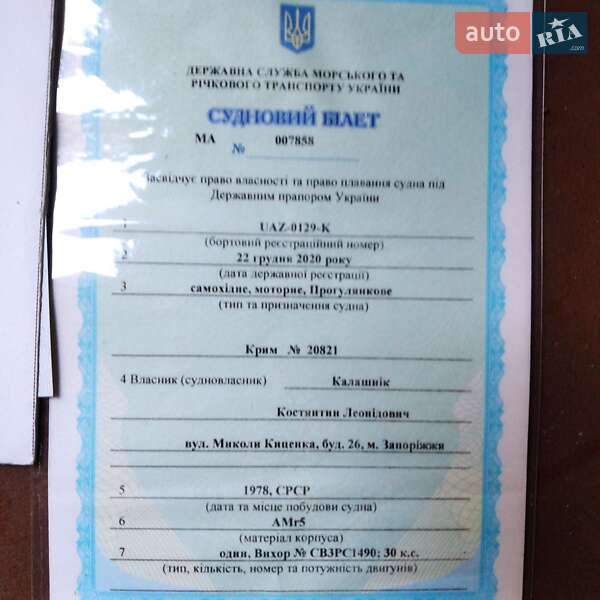 auto RIA.com
ДЕРЖАВНА СЛУЖБА МОРСЬКОГО ТА
РІЧКОВОГО ТРАНСПОРТУ УКРАЇНИ
СУДНОВИЙ БІЛЕТ
МА № 007858
Засвідчує право власності та право плавання судна під
Державним прапором України
1 UAZ-0129-K
(бортовий реєстраційний номер)
2 22 грудня 2020 року
(дата державної реєстрації)
3 самохідне, моторне, Прогулянкове
(тип та призначення судна)
Крим № 20821
4 Власник (судновласник) Калашнік
Костянтин Леонідович
вул. Миколи Киценка, буд. 26, м. Запоріжжя
5 1978, СРСР
(дата та місце побудови судна)
6 АМг5
(матеріал корпуса)
7 один, Вихор № СВЗРС1490; 30 к.с.
(тип, кількість, номер та потужність двигунів)